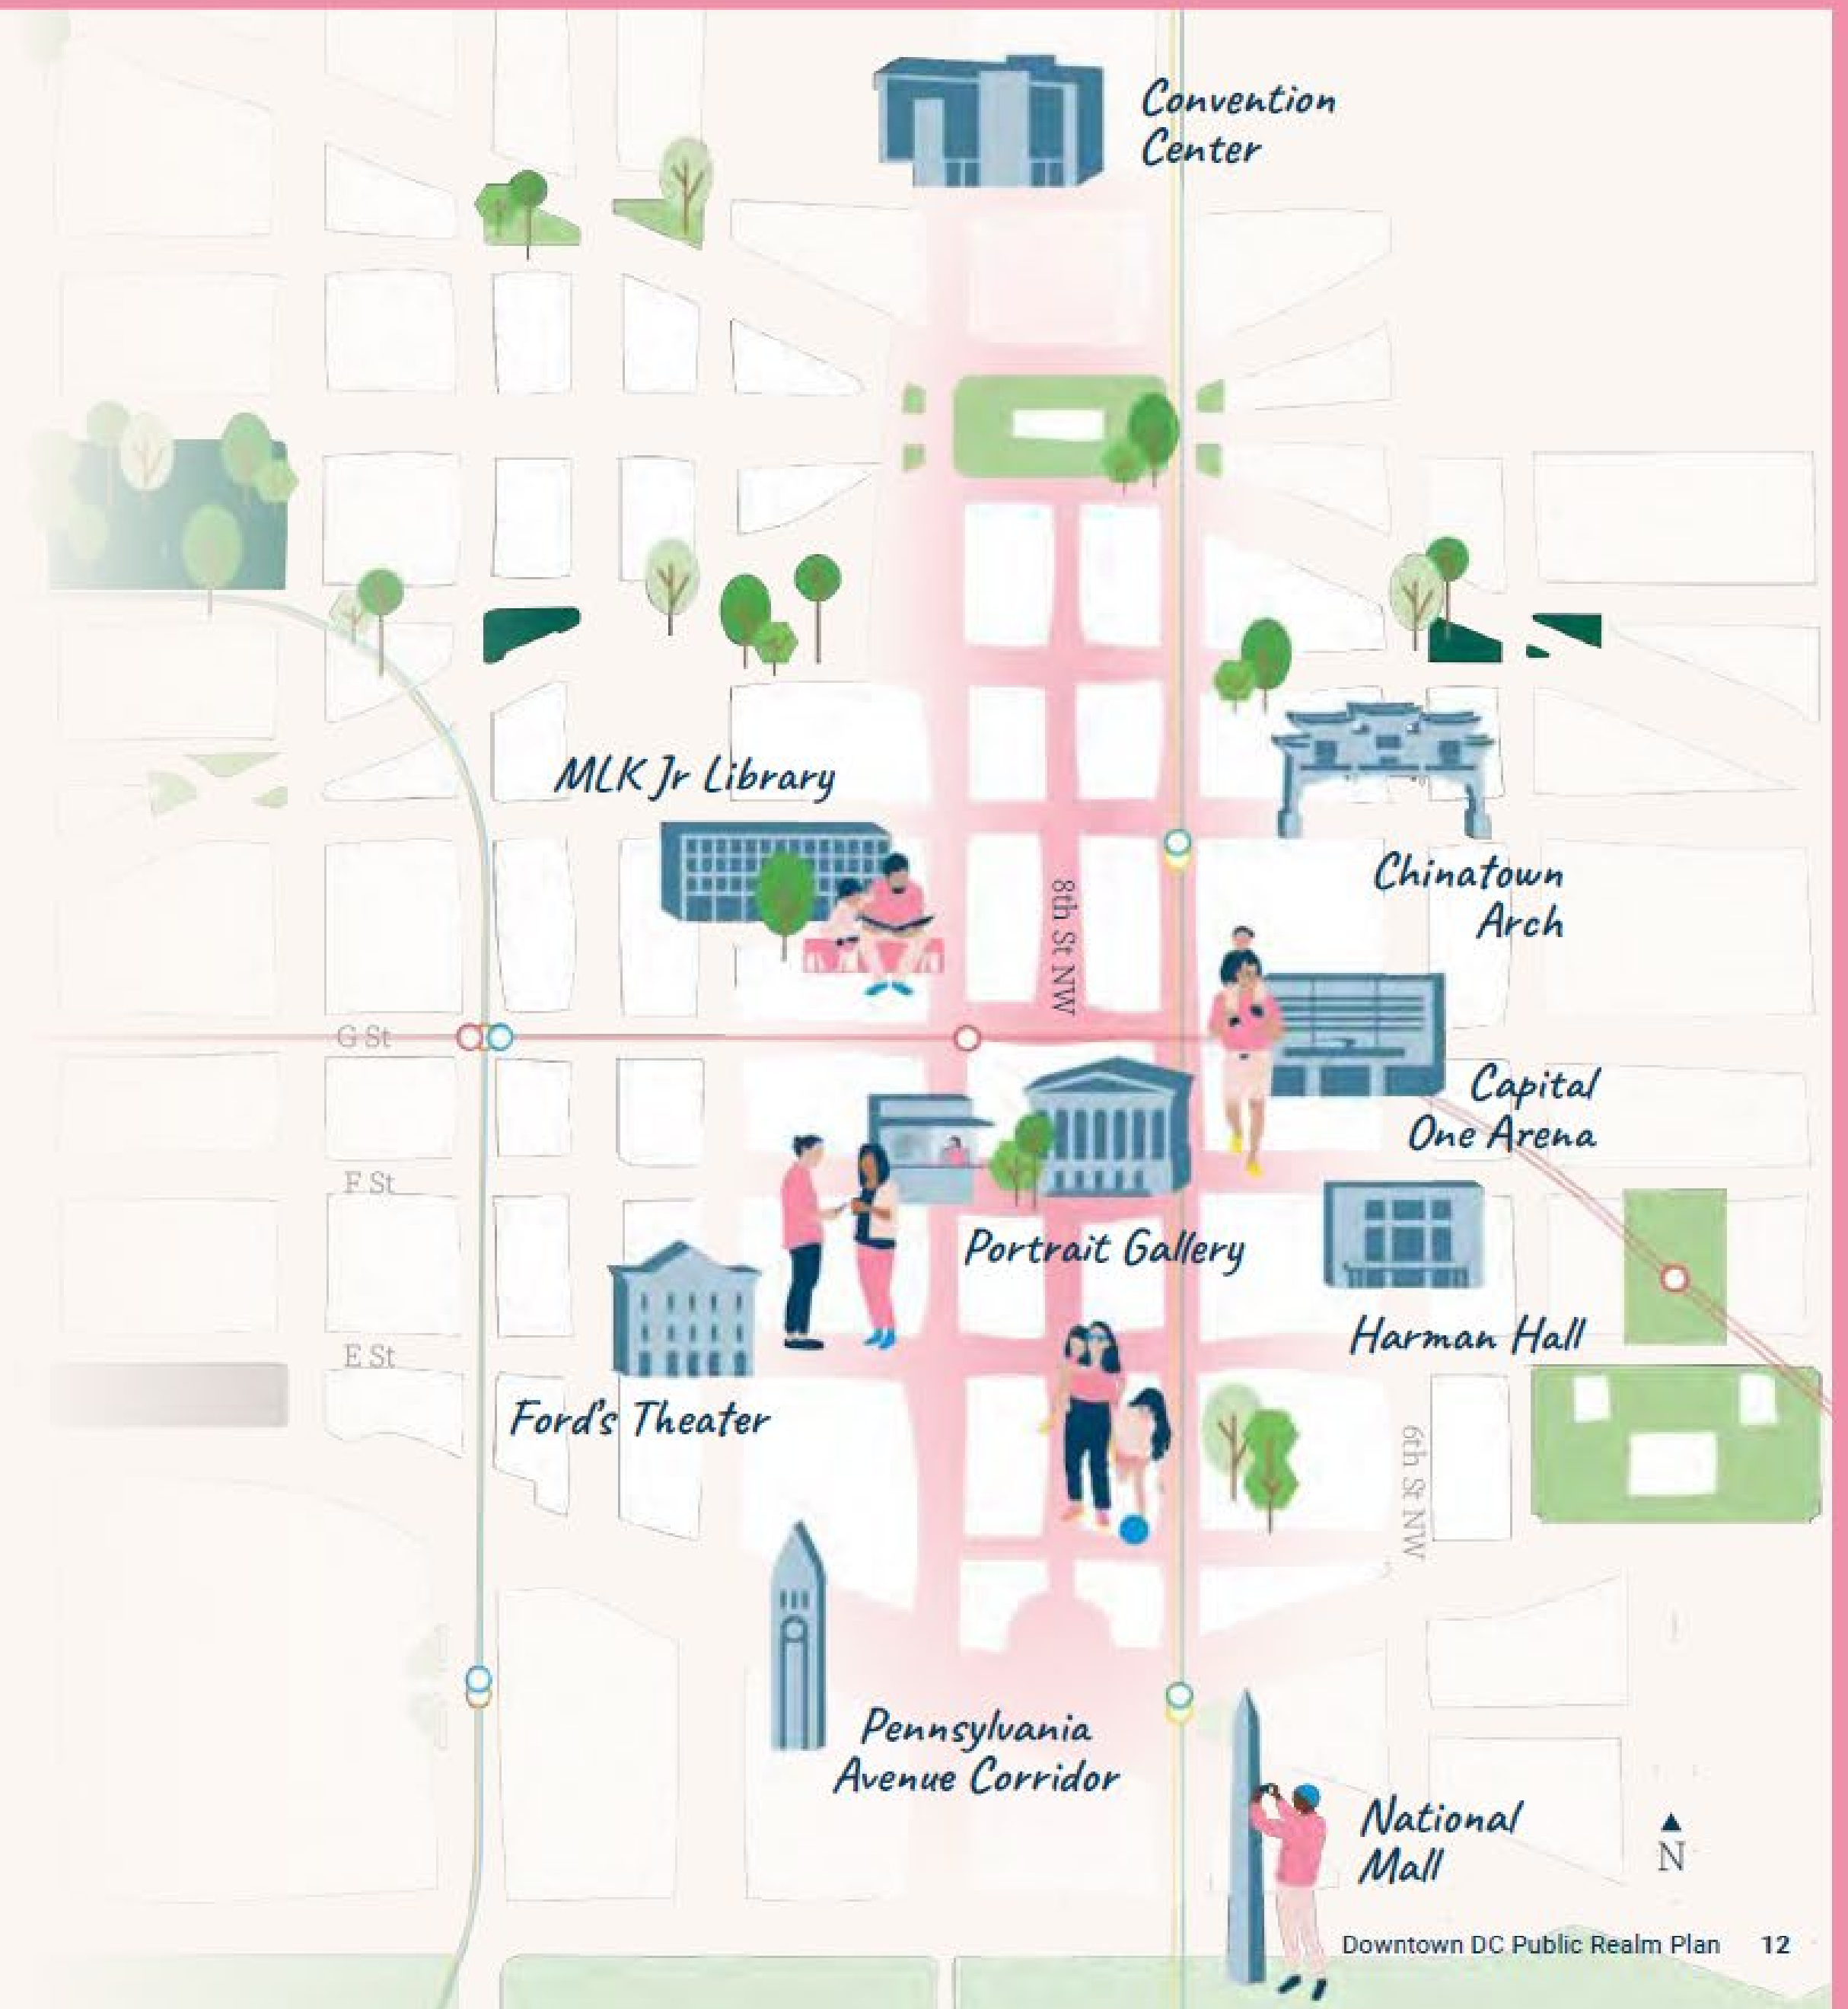 Convention
Center
MLK Jr Library
Chinatown
Arch
8th St NW
G St
Capital
One Arena
F St
Portrait Gallery
Harman Hall
E St
Ford's Theater
6th St NW
Pennsylvania
Avenue Corridor
National
Mall
N
Downtown DC Public Realm Plan 12